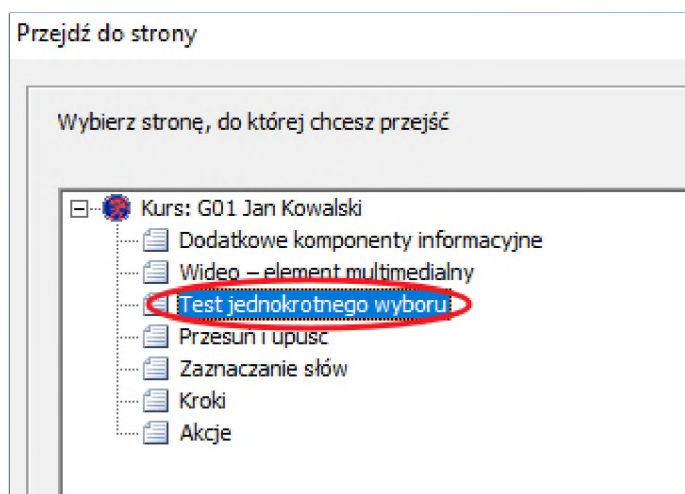 Przejdź do strony
Wybierz stronę, do której chcesz przejść
Kurs: G01 Jan Kowalski
Dodatkowe komponenty informacyjne
Wideo – element multimedialny
Test jednokrotnego wyboru
Przesuń i upuść
Zaznaczanie słów
Kroki
Akcje